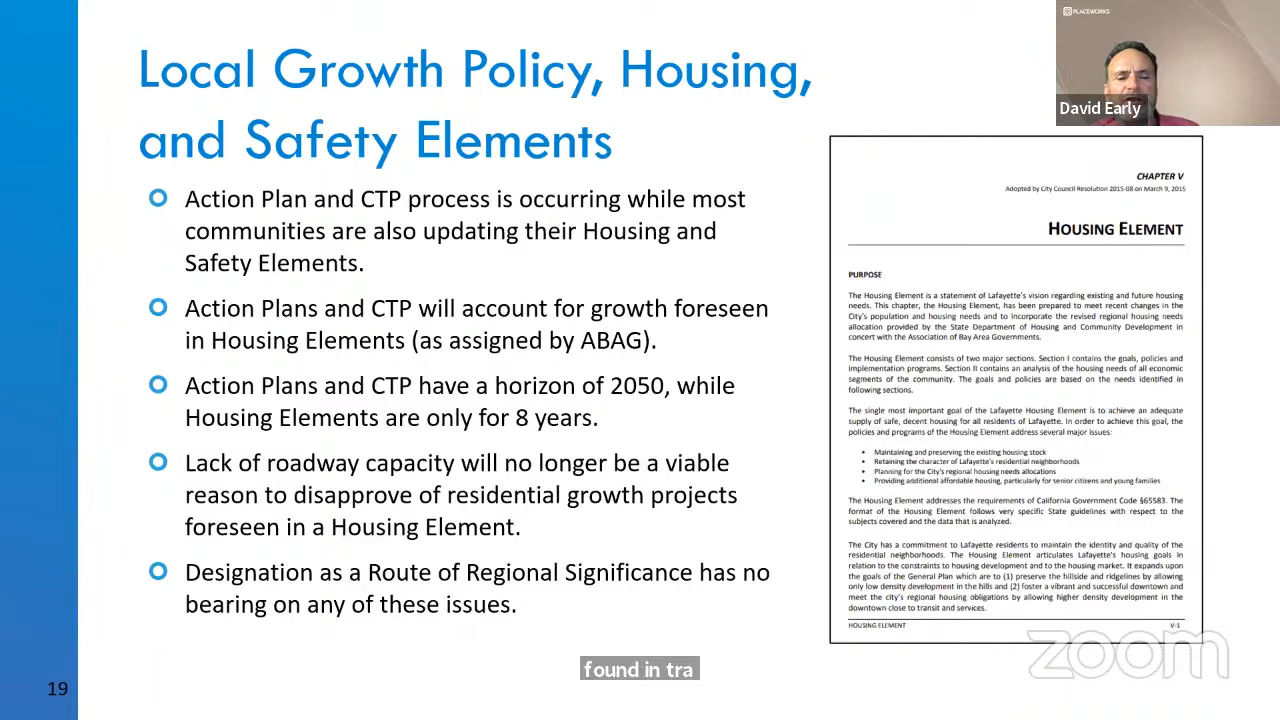 PLACEWORKS
David Early
Local Growth Policy, Housing,
and Safety Elements
Action Plan and CTP process is occurring while most
communities are also updating their Housing and
Safety Elements.
Action Plans and CTP will account for growth foreseen
in Housing Elements (as assigned by ABAG).
Action Plans and CTP have a horizon of 2050, while
Housing Elements are only for 8 years.
Lack of roadway capacity will no longer be a viable
reason to disapprove of residential growth projects
foreseen in a Housing Element.
Designation as a Route of Regional Significance has no
bearing on any of these issues.
CHAPTER V
Adopted by City Council Resolution 2015-08 on March 9, 2015
HOUSING ELEMENT
PURPOSE
The Housing Element is a statement of Lafayette's vision regarding existing and future housing
needs. This chapter, the Housing Element, has been prepared to meet recent changes in the
City's population and housing needs and to incorporate the revised regional housing needs
allocation provided by the State Department of Housing and Community Development in
concert with the Association of Bay Area Governments.
The Housing Element consists of two major sections. Section I contains the goals, policies and
implementation programs. Section II contains an analysis of the housing needs of all economic
segments of the community. The goals and policies are based on the needs identified in
following sections.
The single most important goal of the Lafayette Housing Element is to achieve an adequate
supply of safe, decent housing for all residents of Lafayette. In order to achieve this goal, the
policies and programs of the Housing Element address several major issues:
• Maintaining and preserving the existing housing stock
• Retaining the character of Lafayette's residential neighborhoods
• Planning for the City's regional housing needs allocations
• Providing additional affordable housing, particularly for senior citizens and young families
The Housing Element addresses the requirements of California Government Code §65583. The
format of the Housing Element follows very specific State guidelines with respect to the
subjects covered and the data that is analyzed.
The City has a commitment to Lafayette residents to maintain the identity and quality of the
residential neighborhoods. The Housing Element articulates Lafayette's housing goals in
relation to the constraints to housing development and to the housing market. It expands upon
the goals of the General Plan which are to (1) preserve the hillside and ridgelines by allowing
only low density development in the hills and (2) foster a vibrant and successful downtown and
meet the city's regional housing obligations by allowing higher density development in the
downtown close to transit and services.
HOUSING ELEMENT V-1
zoom
found in tra
19